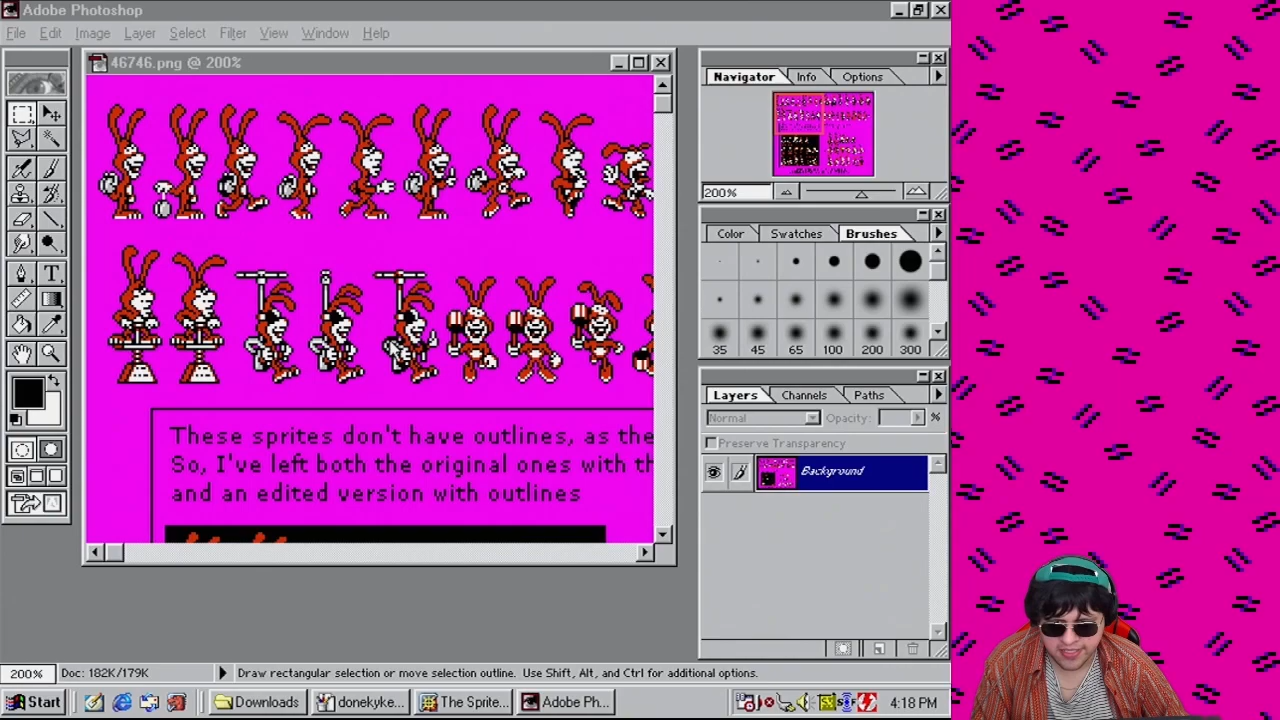 Adobe Photoshop
File Edit Image Layer Select Filter View Window Help
46746.png @ 200%
Navigator Info Options
200%
Color Swatches Brushes
35 45 65 100 200 300
Layers Channels Paths
Normal Opacity: %
Preserve Transparency
Background
These sprites don't have outlines, as the
So, I've left both the original ones with th
and an edited version with outlines
200% Doc: 182K/179K Draw rectangular selection or move selection outline. Use Shift, Alt, and Ctrl for additional options.
Start Downloads donekyke... The Sprite... Adobe Ph... 4:18 PM